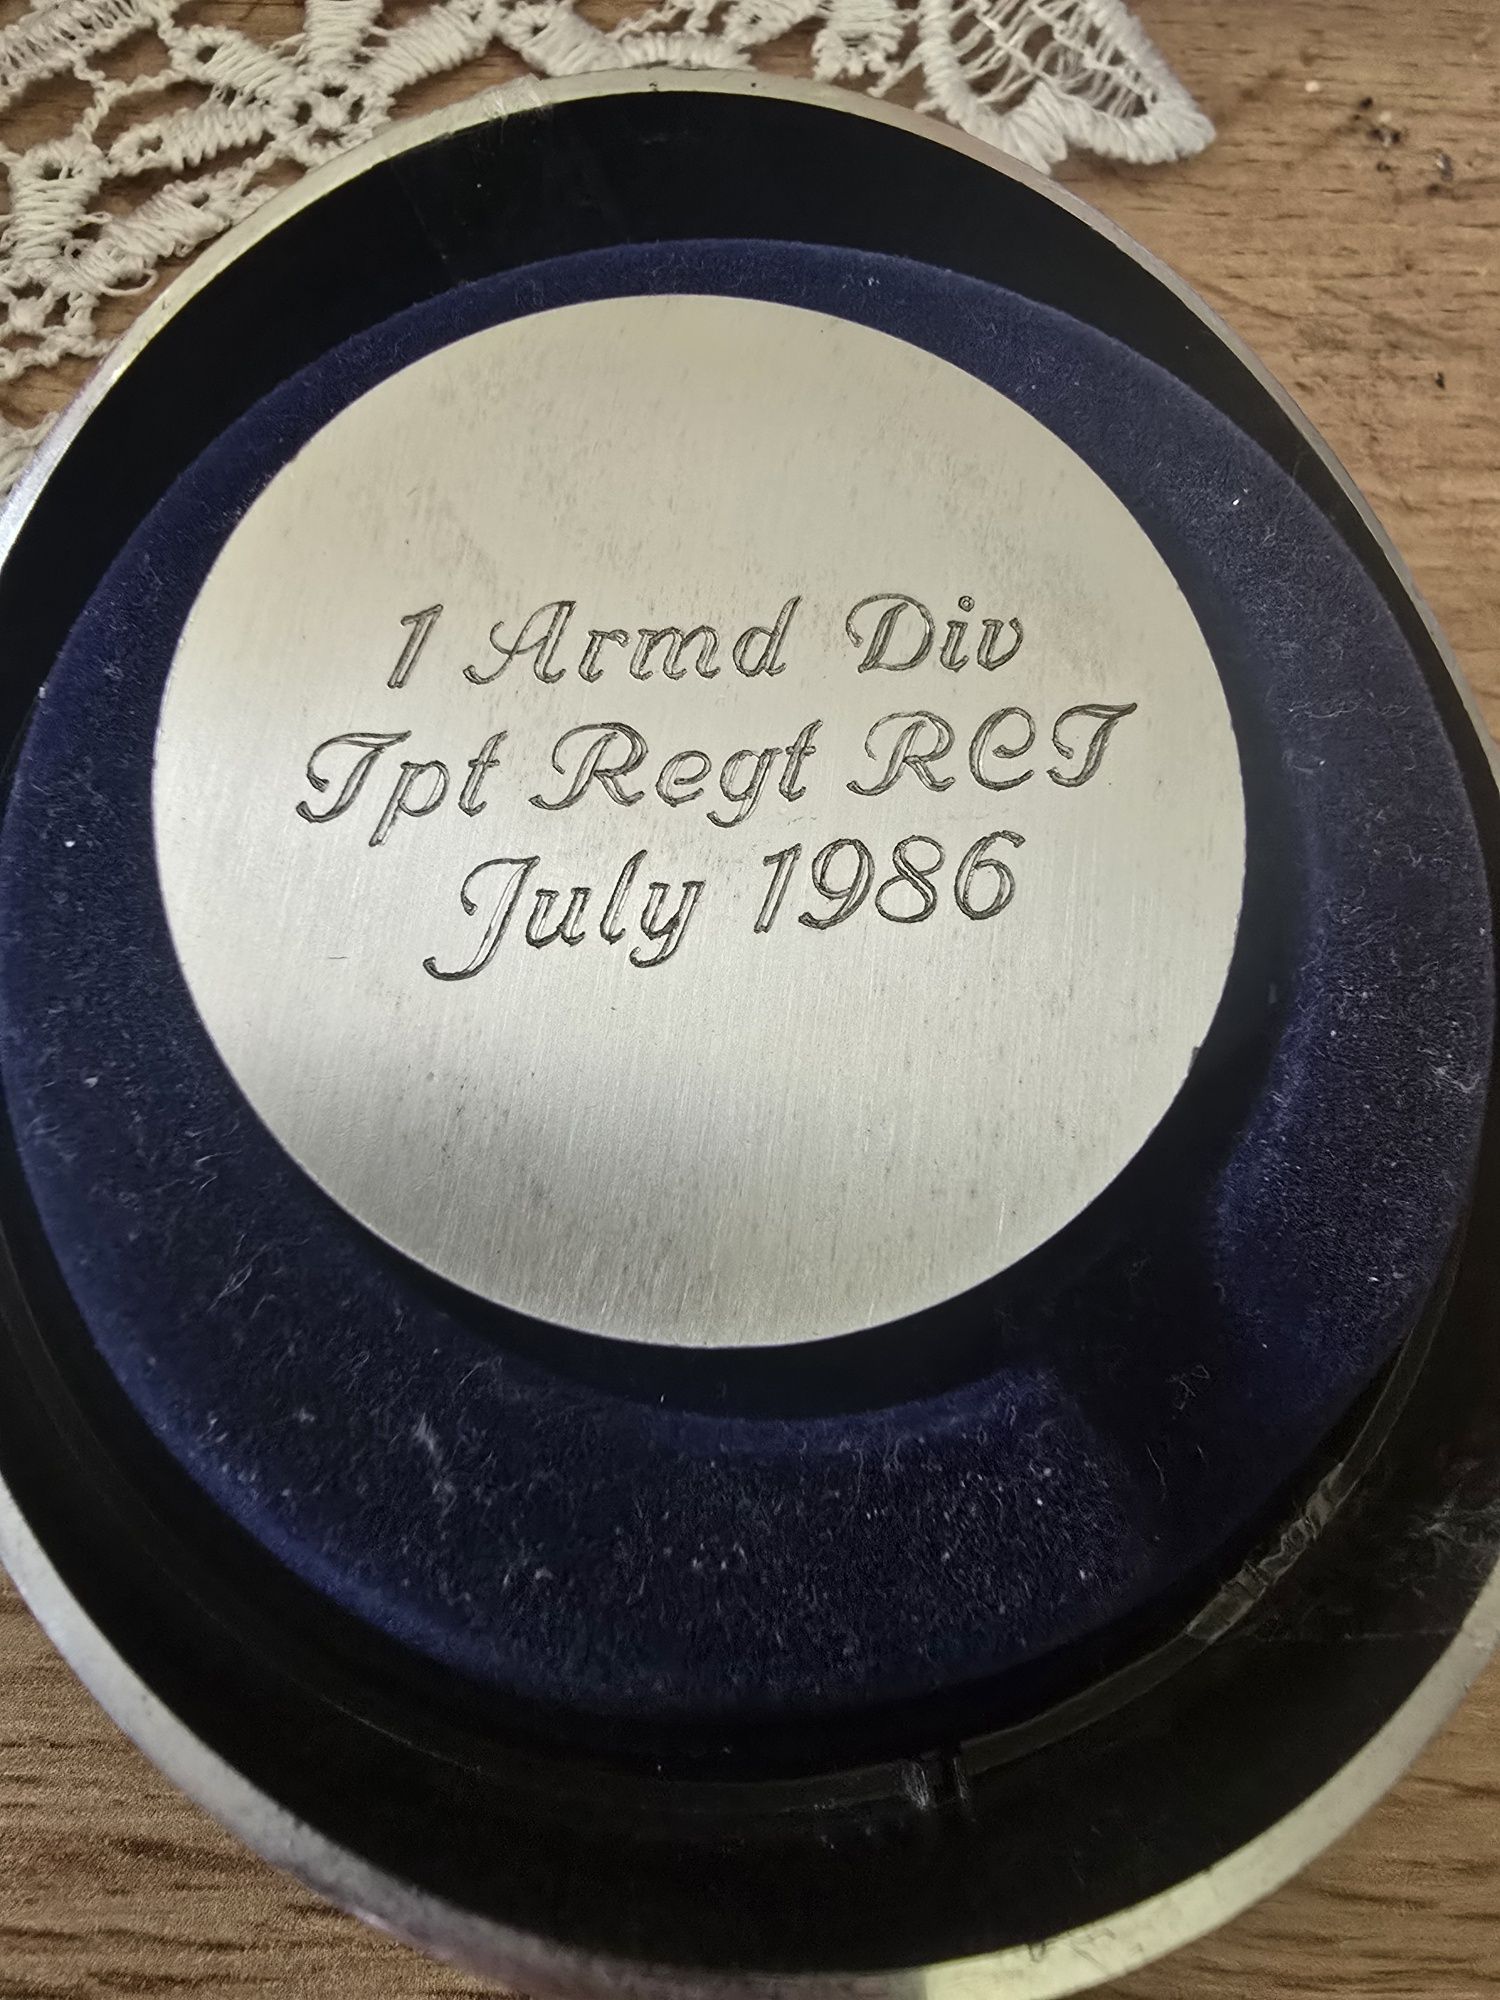 1 Armd Div
Tpt Regt RCT
July 1986